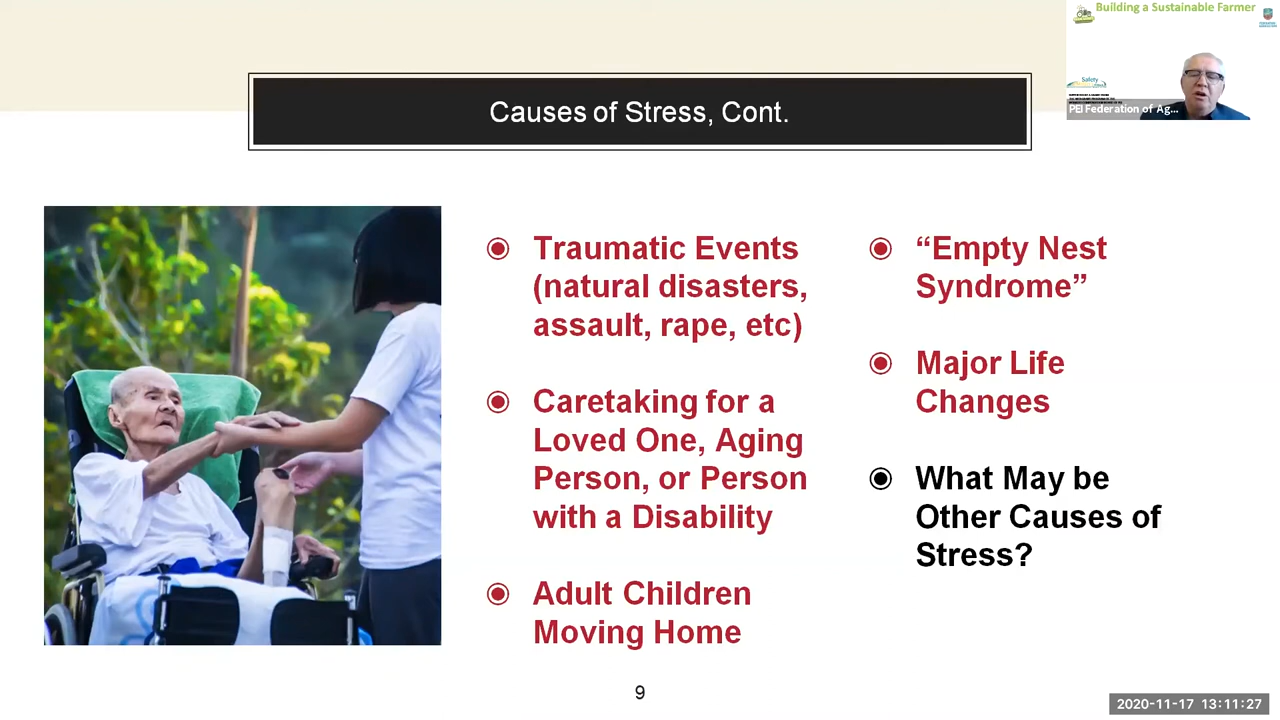 Building a Sustainable Farmer
Safety
PEI Federation of Ag...
Causes of Stress, Cont.
Traumatic Events
(natural disasters,
assault, rape, etc)
Caretaking for a
Loved One, Aging
Person, or Person
with a Disability
Adult Children
Moving Home
“Empty Nest
Syndrome”
Major Life
Changes
What May be
Other Causes of
Stress?
9
2020-11-17 13:11:27